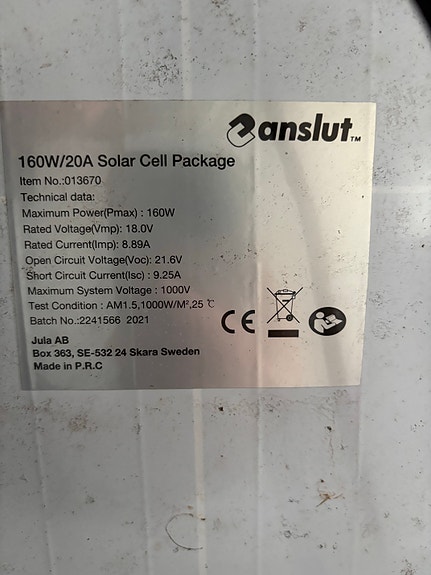 anslut™
160W/20A Solar Cell Package
Item No.:013670
Technical data:
Maximum Power(Pmax) : 160W
Rated Voltage(Vmp) : 18.0V
Rated Current(Imp) : 8.89A
Open Circuit Voltage(Voc) : 21.6V
Short Circuit Current(Isc) : 9.25A
Maximum System Voltage : 1000V
Test Condition : AM1.5,1000W/M²,25 ℃
Batch No.:2241566 2021
CE
Jula AB
Box 363, SE-532 24 Skara Sweden
Made in P.R.C